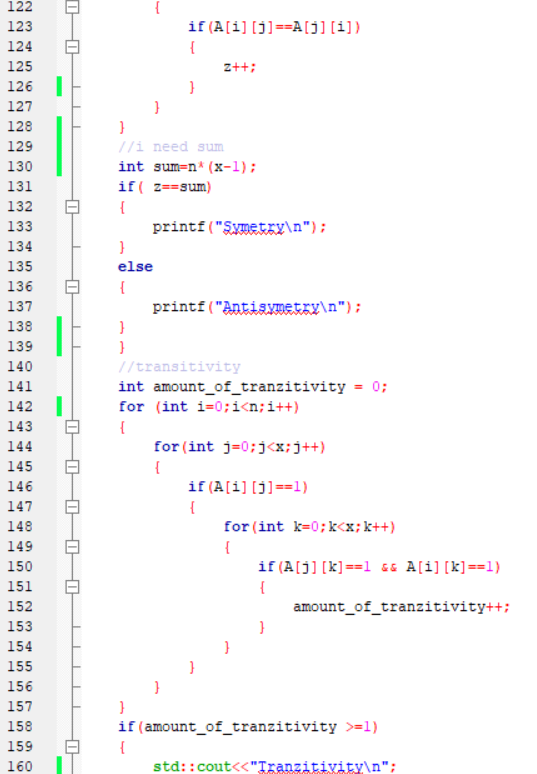 122 {
123 if(A[i][j]==A[j][i])
124 {
125 z++;
126 }
127 }
128 }
129 //i need sum
130 int sum=n*(x-1);
131 if( z==sum)
132 {
133 printf("Symetry\n");
134 }
135 else
136 {
137 printf("Antisymetry\n");
138 }
139 }
140 //transitivity
141 int amount_of_tranzitivity = 0;
142 for (int i=0;i<n;i++)
143 {
144 for(int j=0;j<x;j++)
145 {
146 if(A[i][j]==1)
147 {
148 for(int k=0;k<x;k++)
149 {
150 if(A[j][k]==1 && A[i][k]==1)
151 {
152 amount_of_tranzitivity++;
153 }
154 }
155 }
156 }
157 }
158 if(amount_of_tranzitivity >=1)
159 {
160 std::cout<<"Tranzitivity\n";